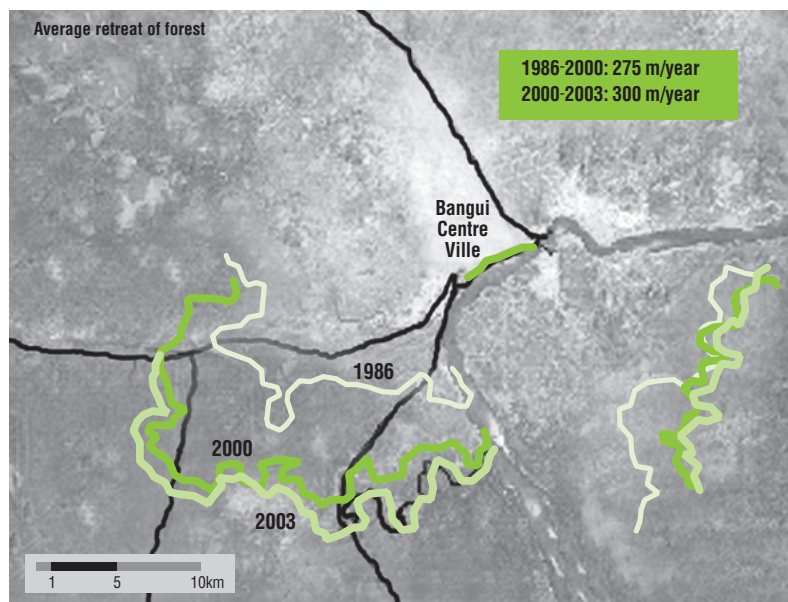 Average retreat of forest
1986-2000: 275 m/year
2000-2003: 300 m/year
Bangui
Centre
Ville
1986
2000
2003
1 5 10km